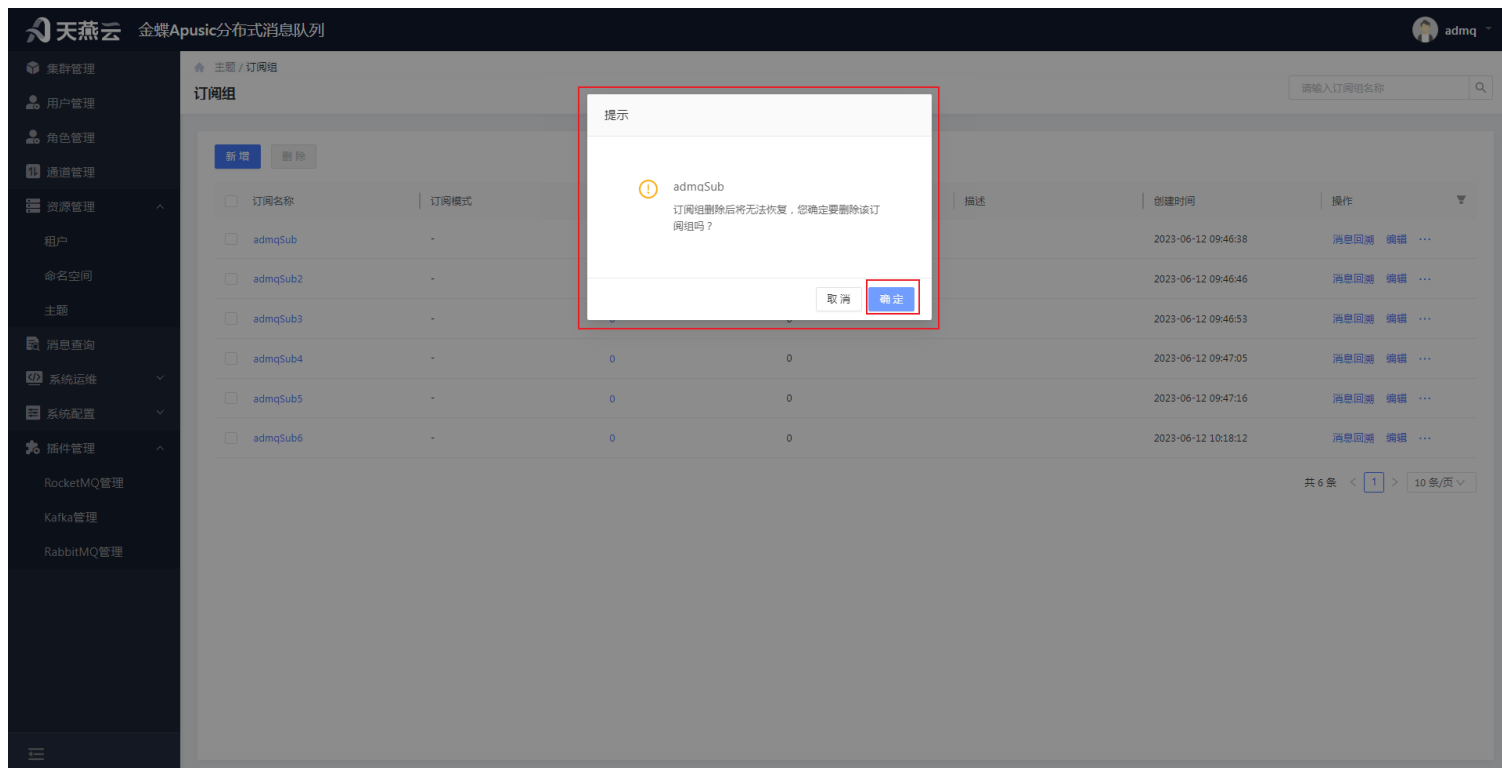 天燕云 金蝶Apusic分布式消息队列
admq
集群管理
用户管理
角色管理
通道管理
资源管理
租户
命名空间
主题
消息查询
系统运维
系统配置
插件管理
RocketMQ管理
Kafka管理
RabbitMQ管理
主题 / 订阅组
订阅组
请输入订阅组名称
新 增 删 除
订阅名称 订阅模式 描述 创建时间 操作
admqSub - 2023-06-12 09:46:38 消息回溯 编辑 ···
admqSub2 - 2023-06-12 09:46:46 消息回溯 编辑 ···
admqSub3 - 2023-06-12 09:46:53 消息回溯 编辑 ···
admqSub4 - 0 0 2023-06-12 09:47:05 消息回溯 编辑 ···
admqSub5 - 0 0 2023-06-12 09:47:16 消息回溯 编辑 ···
admqSub6 - 0 0 2023-06-12 10:18:12 消息回溯 编辑 ···
共 6 条 < 1 > 10 条/页
提示
admqSub
订阅组删除后将无法恢复，您确定要删除该订
阅组吗？
取 消 确 定